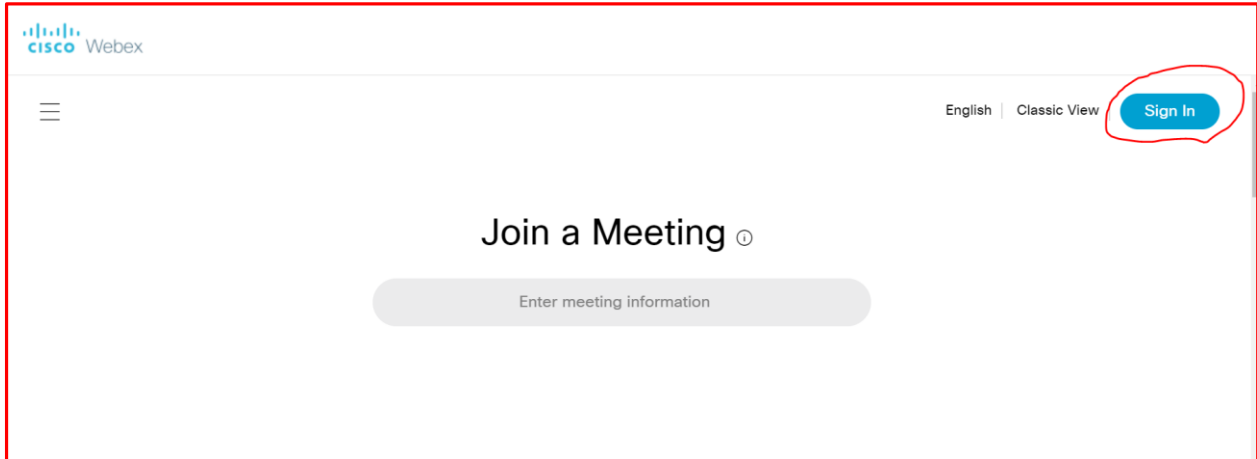 CISCO Webex
English Classic View Sign In
Join a Meeting
Enter meeting information